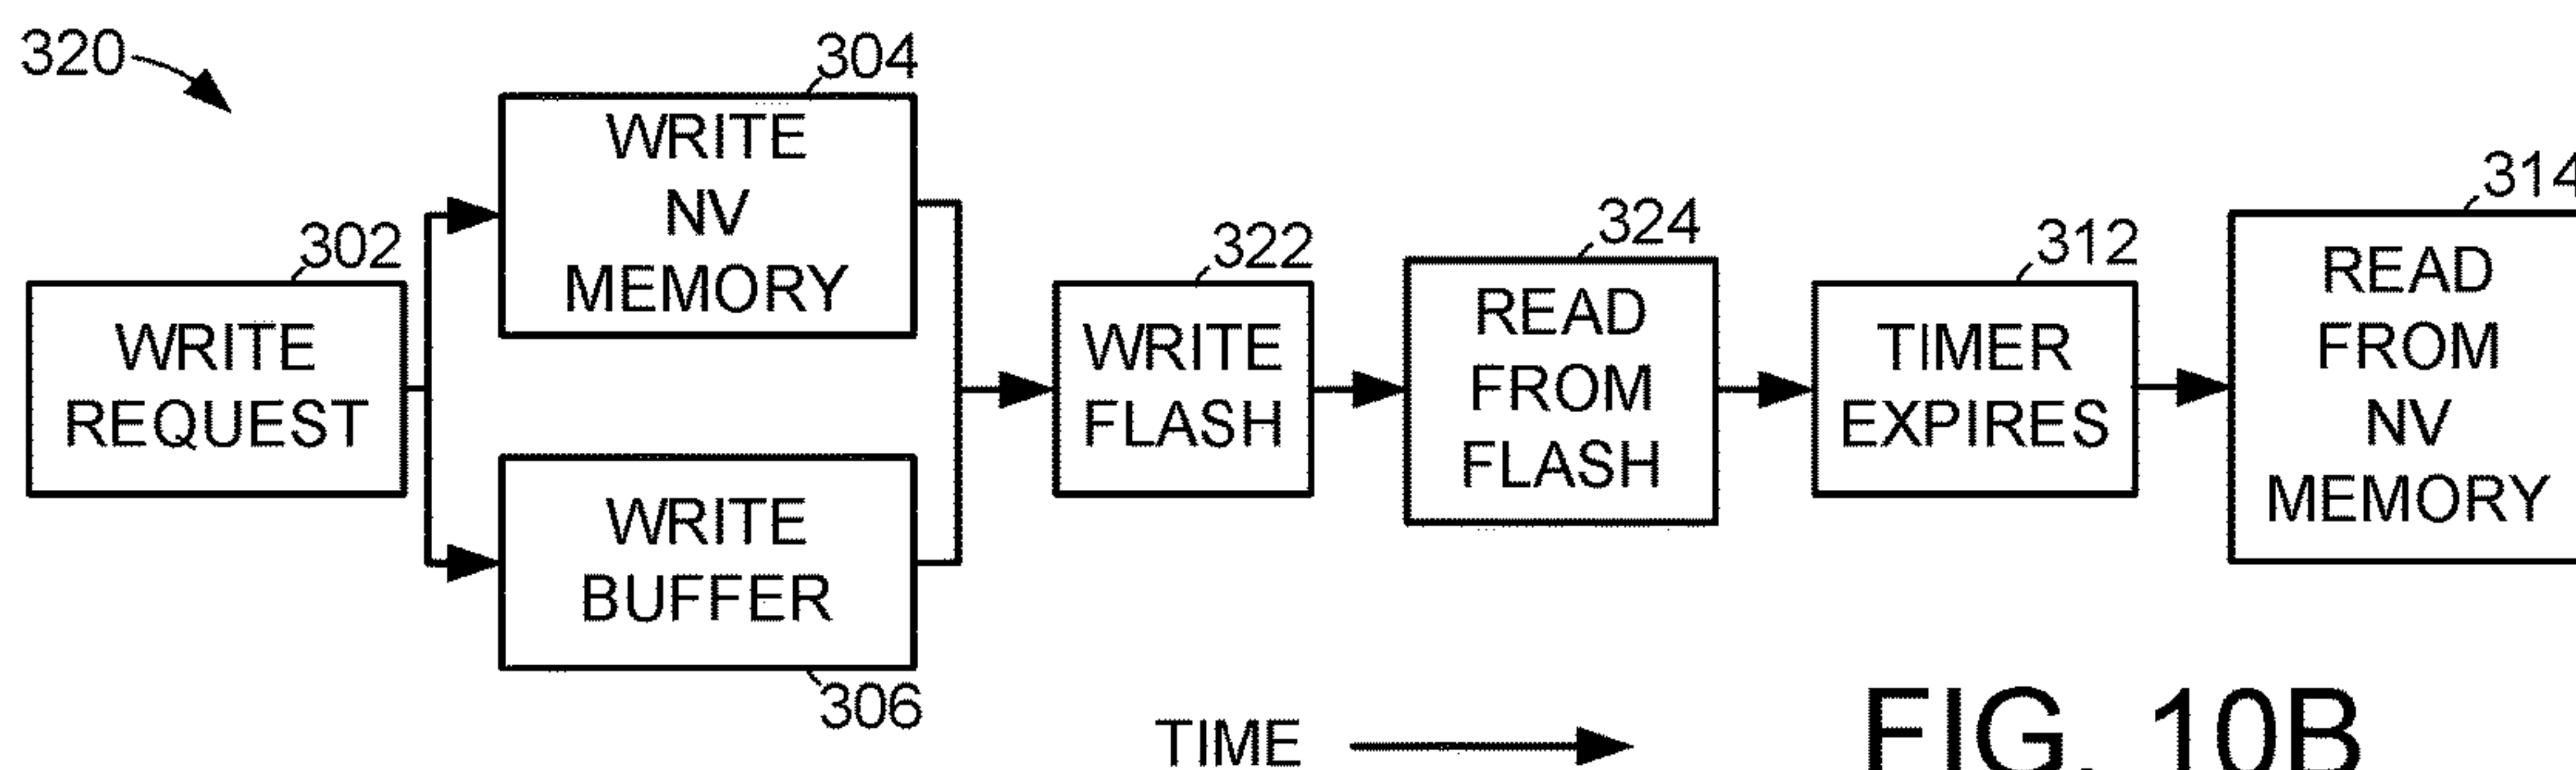 320
302
WRITE
REQUEST
304
WRITE
NV
MEMORY
WRITE
BUFFER
306
322
WRITE
FLASH
324
READ
FROM
FLASH
312
TIMER
EXPIRES
314
READ
FROM
NV
MEMORY
TIME
FIG. 10B